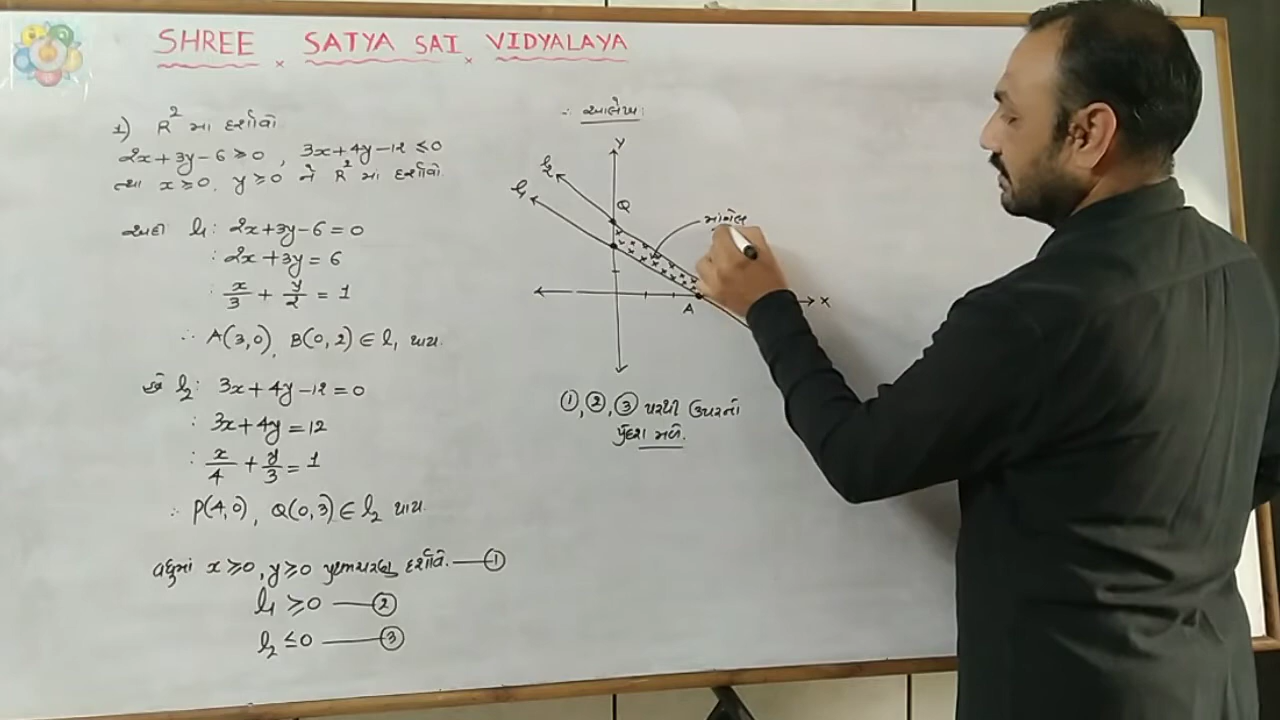 SHREE SATYA SAI VIDYALAYA
1) R² મા દર્શાવો
2x+3y-6 ≥ 0 , 3x+4y-12 ≤ 0
તથા x ≥ 0, y ≥ 0 ને R² મા દર્શાવો.
અહી l₁ : 2x+3y-6 = 0
: 2x+3y = 6
: x/3 + y/2 = 1
∴ A(3,0), B(0,2) ∈ l₁ થાય.
હવે l₂ : 3x+4y-12 = 0
: 3x+4y = 12
: x/4 + y/3 = 1
∴ P(4,0), Q(0,3) ∈ l₂ થાય.
વધુમાં x ≥ 0, y ≥ 0 દર્શાવે. — ①
l₁ ≥ 0 — ②
l₂ ≤ 0 — ③
∴ આલેખ:
Y
l₂
l₁
Q
માંગેલ
A
X
①, ②, ③ પરથી ઉપરનો
પ્રદેશ મળે.